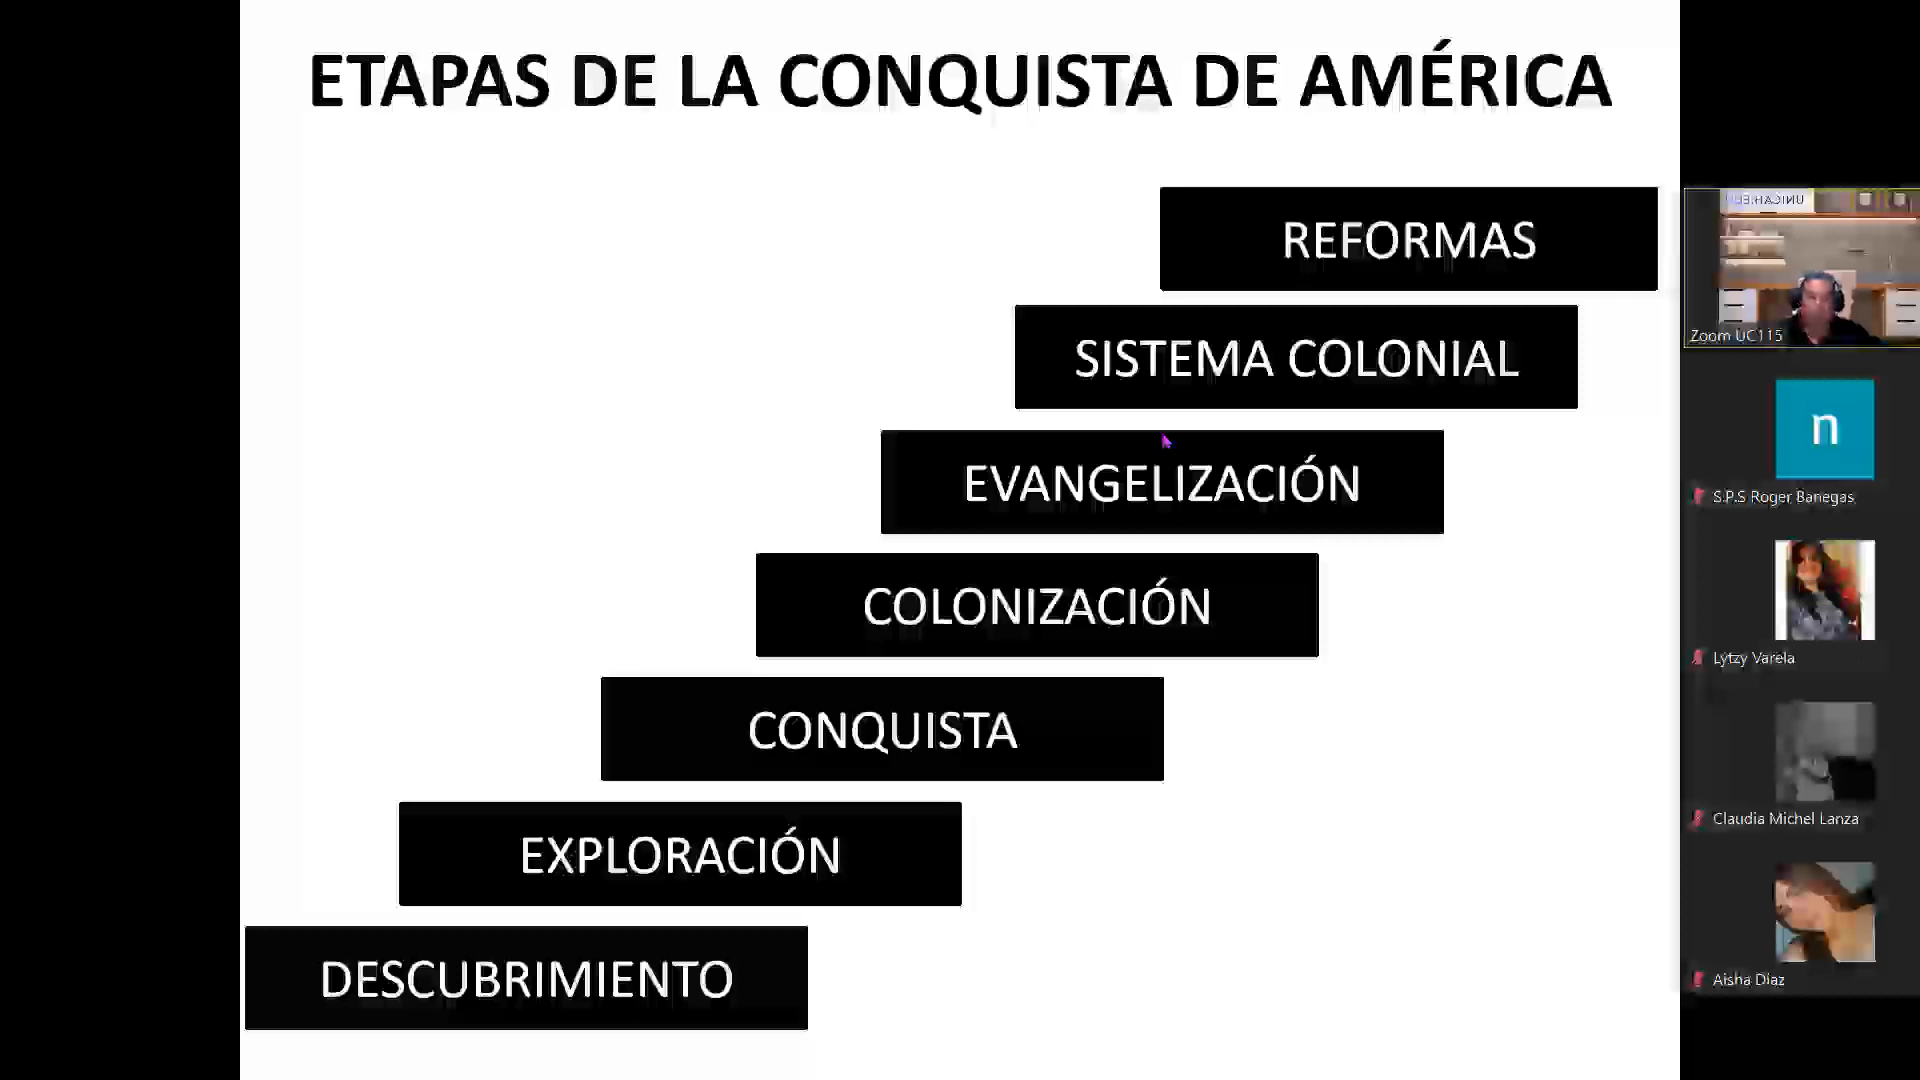 ETAPAS DE LA CONQUISTA DE AMÉRICA
REFORMAS
SISTEMA COLONIAL
EVANGELIZACIÓN
COLONIZACIÓN
CONQUISTA
EXPLORACIÓN
DESCUBRIMIENTO
Zoom UC115
n
S.P.S Roger Banegas
Lytzy Varela
Claudia Michel Lanza
Aisha Diaz